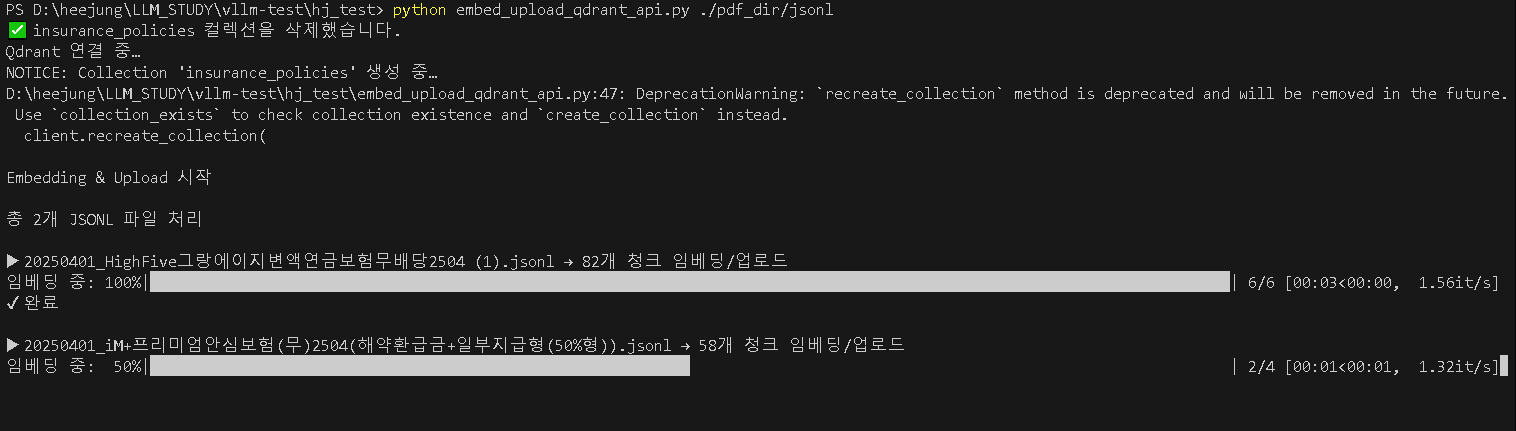 PS D:\heejung\LLM_STUDY\vllm-test\hj_test> python embed_upload_qdrant_api.py ./pdf_dir/jsonl
✅ insurance_policies 컬렉션을 삭제했습니다.
Qdrant 연결 중…
NOTICE: Collection 'insurance_policies' 생성 중…
D:\heejung\LLM_STUDY\vllm-test\hj_test\embed_upload_qdrant_api.py:47: DeprecationWarning: `recreate_collection` method is deprecated and will be removed in the future.
Use `collection_exists` to check collection existence and `create_collection` instead.
client.recreate_collection(
Embedding & Upload 시작
총 2개 JSONL 파일 처리
▶ 20250401_HighFive그랑에이지변액연금보험무배당2504 (1).jsonl → 82개 청크 임베딩/업로드
임베딩 중: 100%|██████████| 6/6 [00:03<00:00, 1.56it/s]
✓ 완료
▶ 20250401_iM+프리미엄안심보험(무)2504(해약환급금+일부지급형(50%형)).jsonl → 58개 청크 임베딩/업로드
임베딩 중: 50%|█████     | 2/4 [00:01<00:01, 1.32it/s]